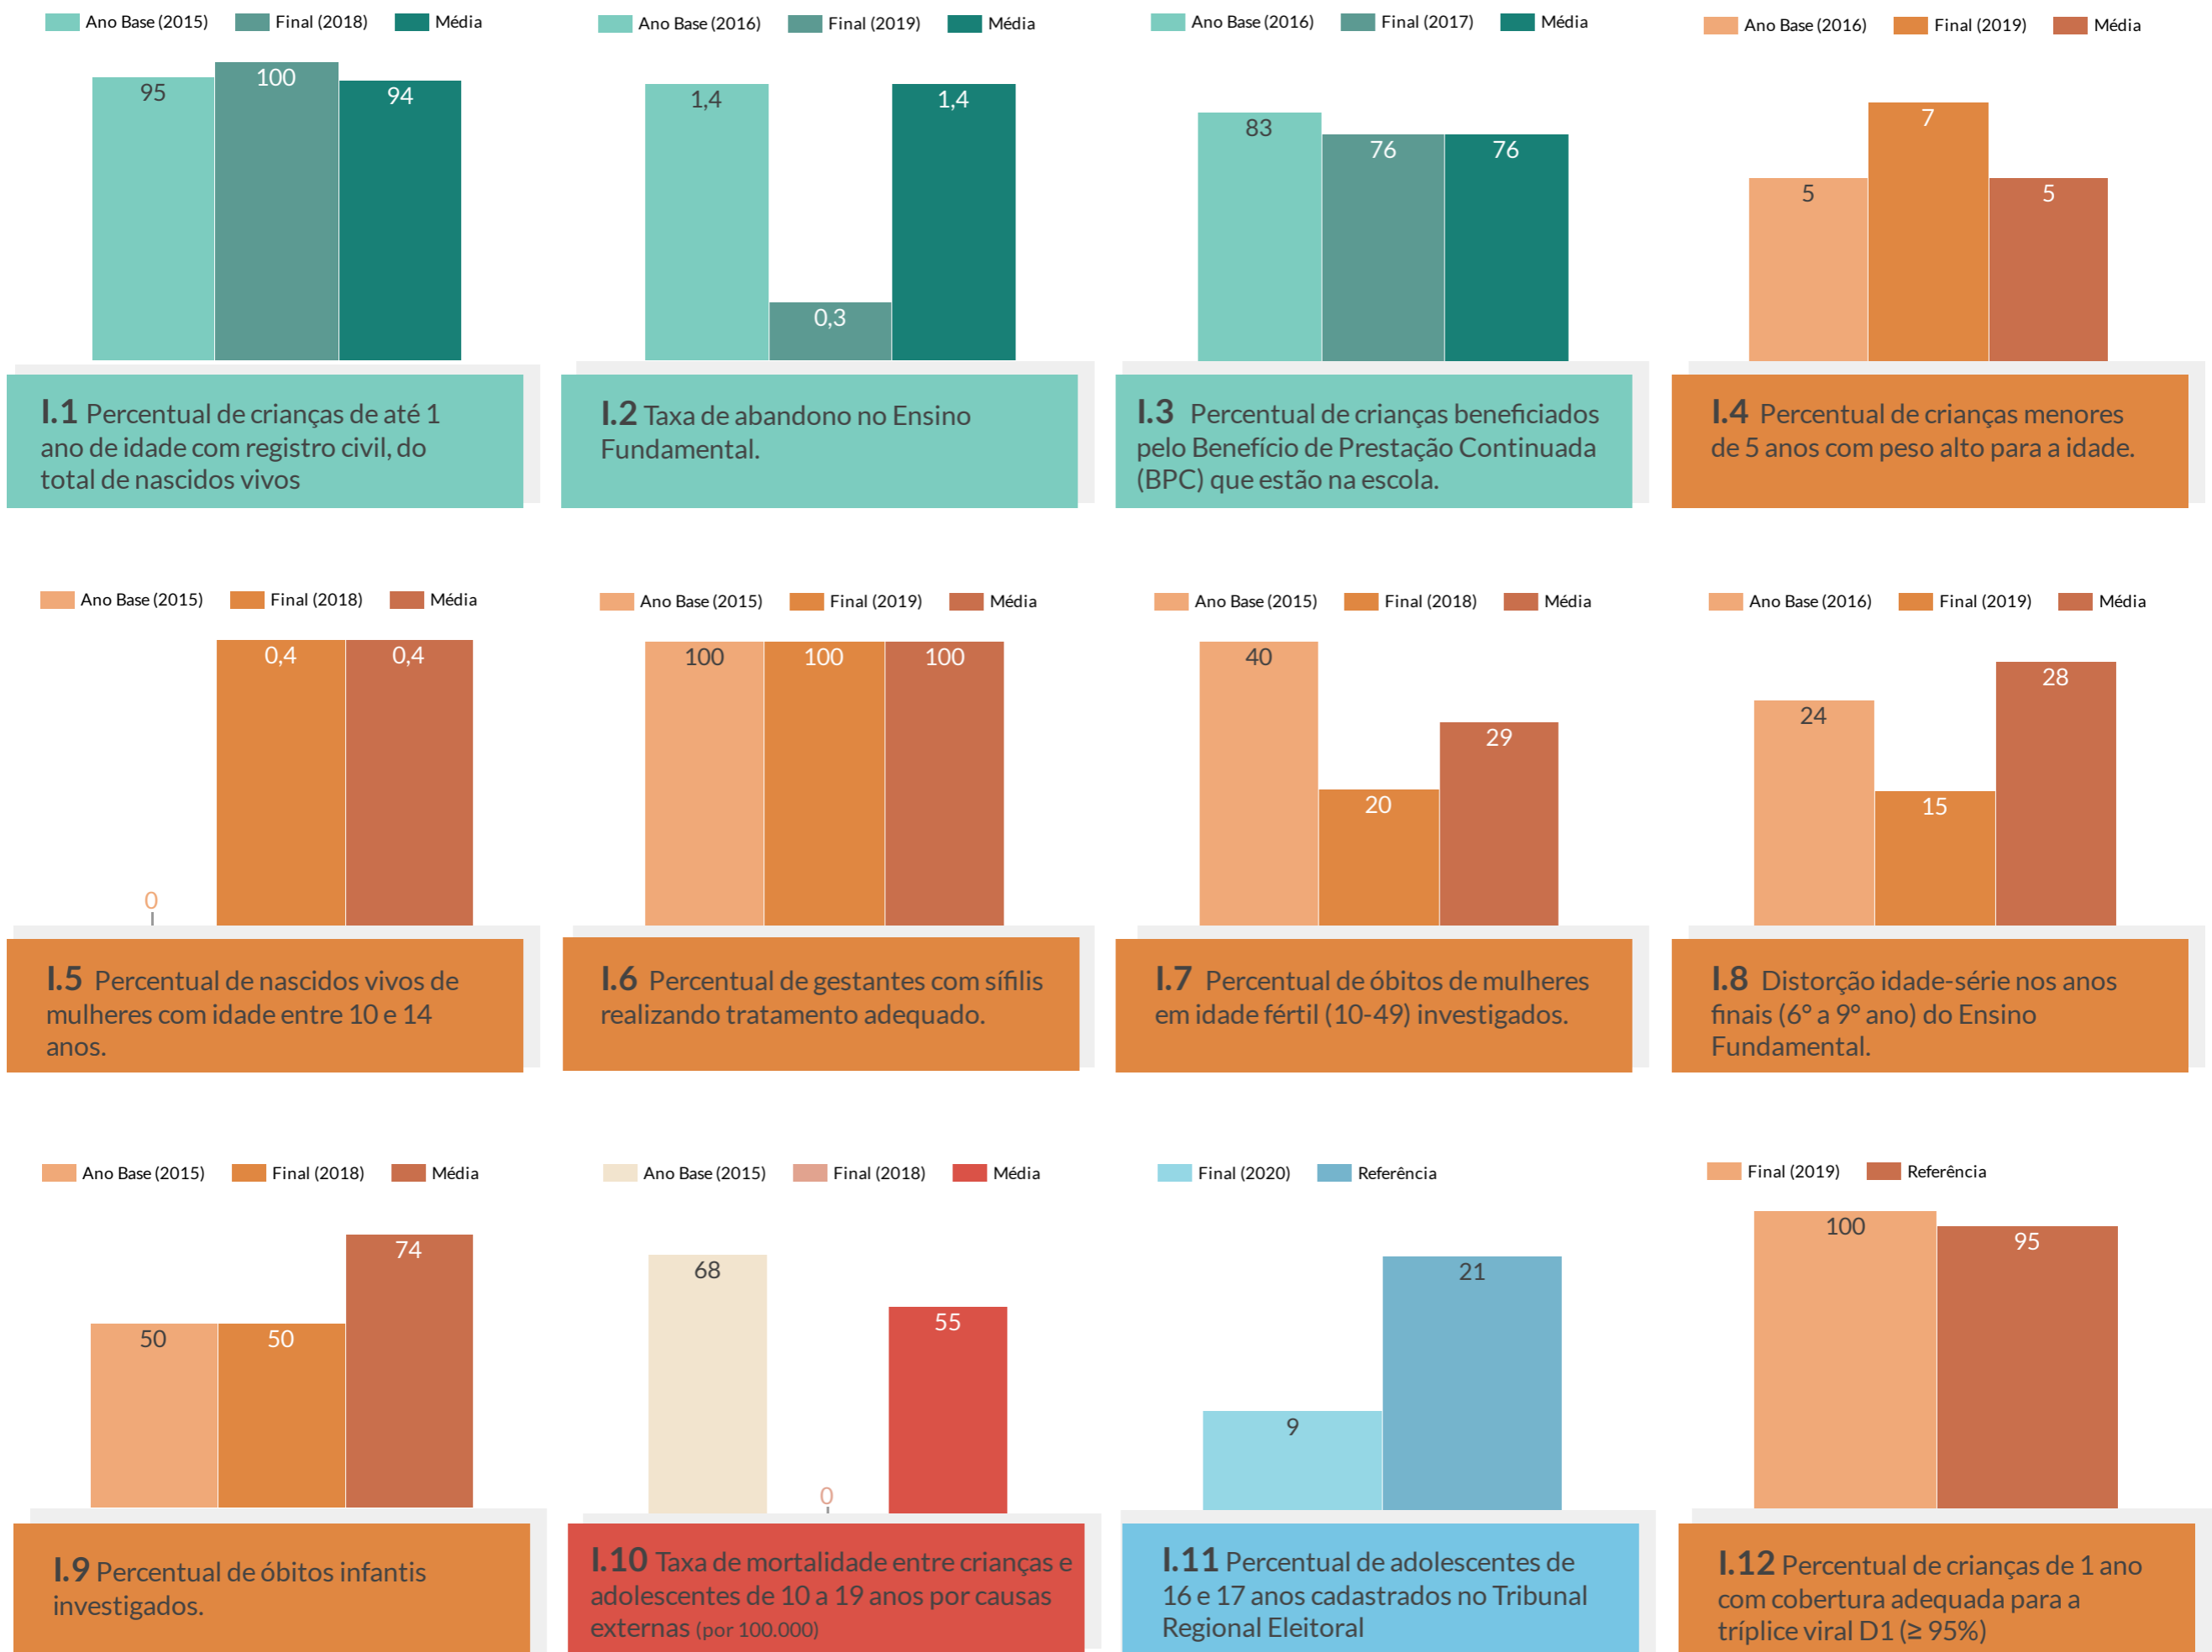 Ano Base (2015) Final (2018) Média
95 100 94
I.1 Percentual de crianças de até 1
ano de idade com registro civil, do
total de nascidos vivos
Ano Base (2016) Final (2019) Média
1,4 0,3 1,4
I.2 Taxa de abandono no Ensino
Fundamental.
Ano Base (2016) Final (2017) Média
83 76 76
I.3 Percentual de crianças beneficiados
pelo Benefício de Prestação Continuada
(BPC) que estão na escola.
Ano Base (2016) Final (2019) Média
5 7 5
I.4 Percentual de crianças menores
de 5 anos com peso alto para a idade.
Ano Base (2015) Final (2018) Média
0 0,4 0,4
I.5 Percentual de nascidos vivos de
mulheres com idade entre 10 e 14
anos.
Ano Base (2015) Final (2019) Média
100 100 100
I.6 Percentual de gestantes com sífilis
realizando tratamento adequado.
Ano Base (2015) Final (2018) Média
40 20 29
I.7 Percentual de óbitos de mulheres
em idade fértil (10-49) investigados.
Ano Base (2016) Final (2019) Média
24 15 28
I.8 Distorção idade-série nos anos
finais (6° a 9° ano) do Ensino
Fundamental.
Ano Base (2015) Final (2018) Média
50 50 74
I.9 Percentual de óbitos infantis
investigados.
Ano Base (2015) Final (2018) Média
68 0 55
I.10 Taxa de mortalidade entre crianças e
adolescentes de 10 a 19 anos por causas
externas (por 100.000)
Final (2020) Referência
9 21
I.11 Percentual de adolescentes de
16 e 17 anos cadastrados no Tribunal
Regional Eleitoral
Final (2019) Referência
100 95
I.12 Percentual de crianças de 1 ano
com cobertura adequada para a
tríplice viral D1 (≥ 95%)